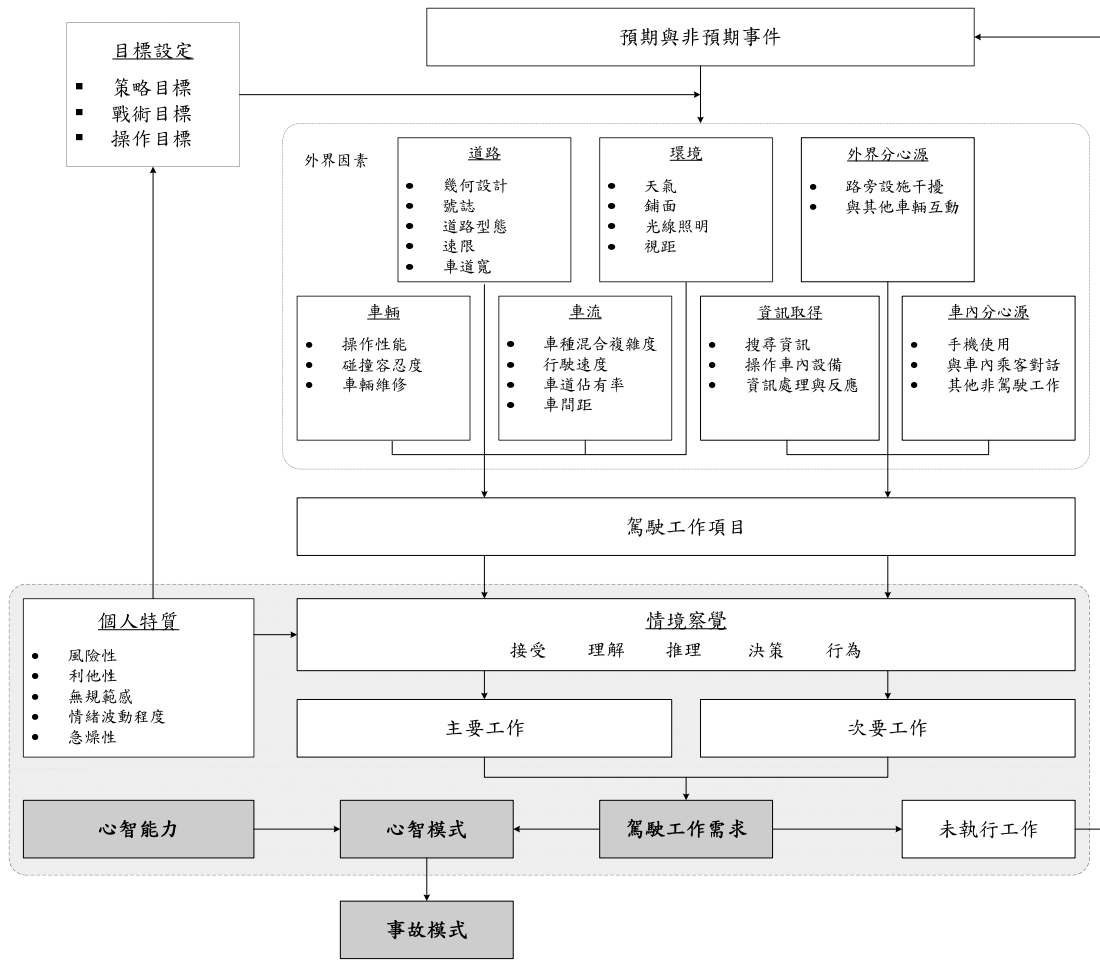 預期與非預期事件
目標設定
▪ 策略目標
▪ 戰術目標
▪ 操作目標
外界因素
道路
● 幾何設計
● 號誌
● 道路型態
● 速限
● 車道寬
環境
● 天氣
● 鋪面
● 光線照明
● 視距
外界分心源
● 路旁設施干擾
● 與其他車輛互動
車輛
● 操作性能
● 碰撞容忍度
● 車輛維修
車流
● 車種混合複雜度
● 行駛速度
● 車道佔有率
● 車間距
資訊取得
● 搜尋資訊
● 操作車內設備
● 資訊處理與反應
車內分心源
● 手機使用
● 與車內乘客對話
● 其他非駕駛工作
駕駛工作項目
個人特質
● 風險性
● 利他性
● 無規範感
● 情緒波動程度
● 急燥性
情境察覺
接受 理解 推理 決策 行為
主要工作
次要工作
心智能力
心智模式
駕駛工作需求
未執行工作
事故模式